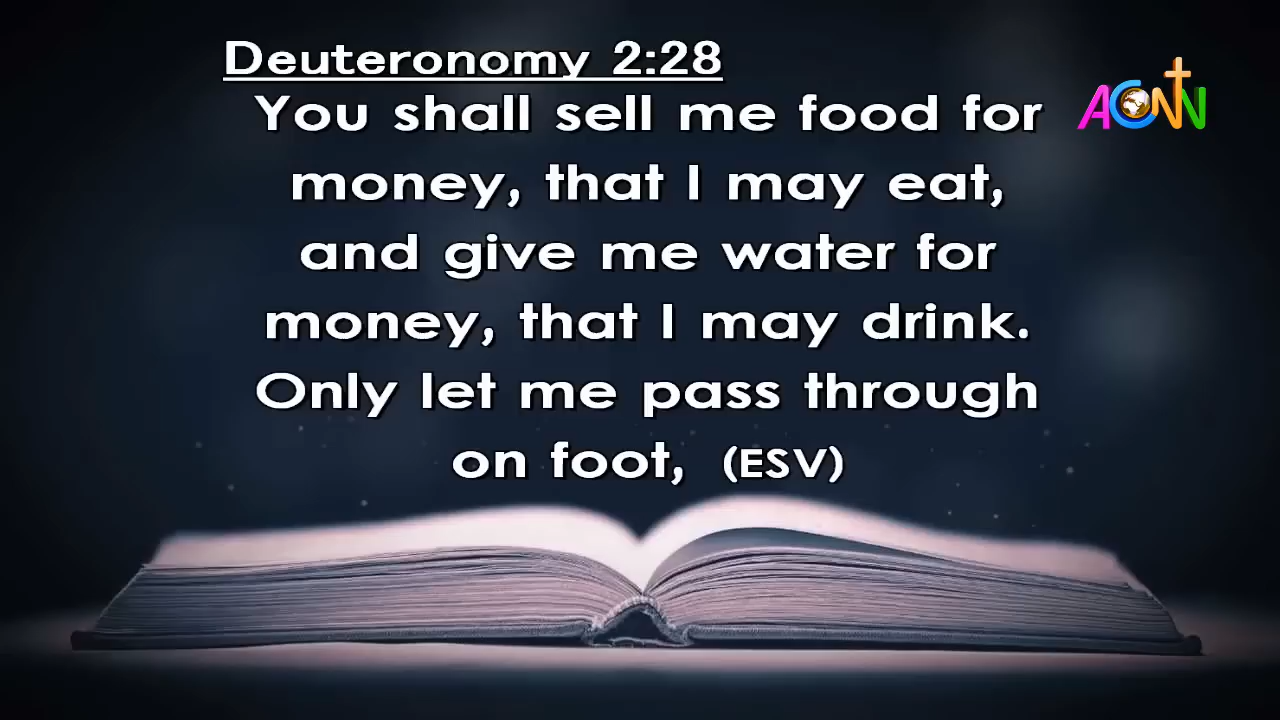 Deuteronomy 2:28
ACNN
You shall sell me food for
money, that I may eat,
and give me water for
money, that I may drink.
Only let me pass through
on foot, (ESV)